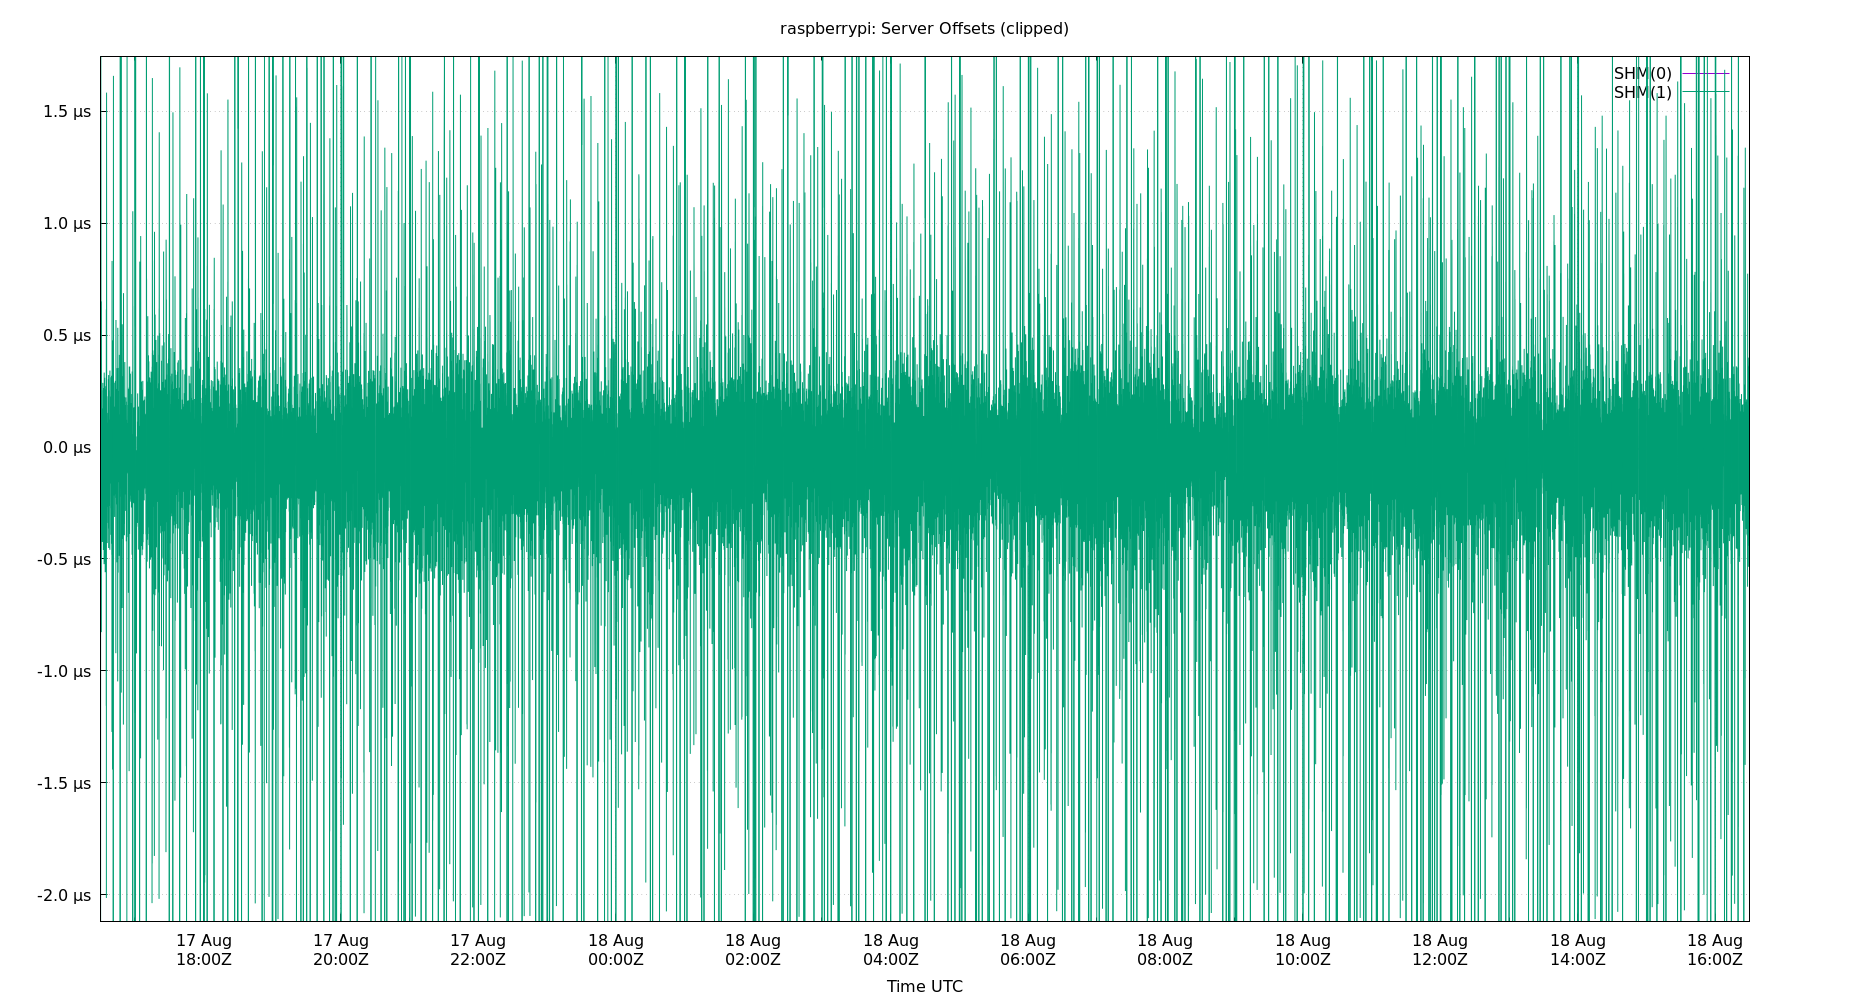 raspberrypi: Server Offsets (clipped)
SHM(0)
SHM(1)
1.5 µs
1.0 µs
0.5 µs
0.0 µs
-0.5 µs
-1.0 µs
-1.5 µs
-2.0 µs
17 Aug 17 Aug 17 Aug 18 Aug 18 Aug 18 Aug 18 Aug 18 Aug 18 Aug 18 Aug 18 Aug 18 Aug
18:00Z 20:00Z 22:00Z 00:00Z 02:00Z 04:00Z 06:00Z 08:00Z 10:00Z 12:00Z 14:00Z 16:00Z
Time UTC